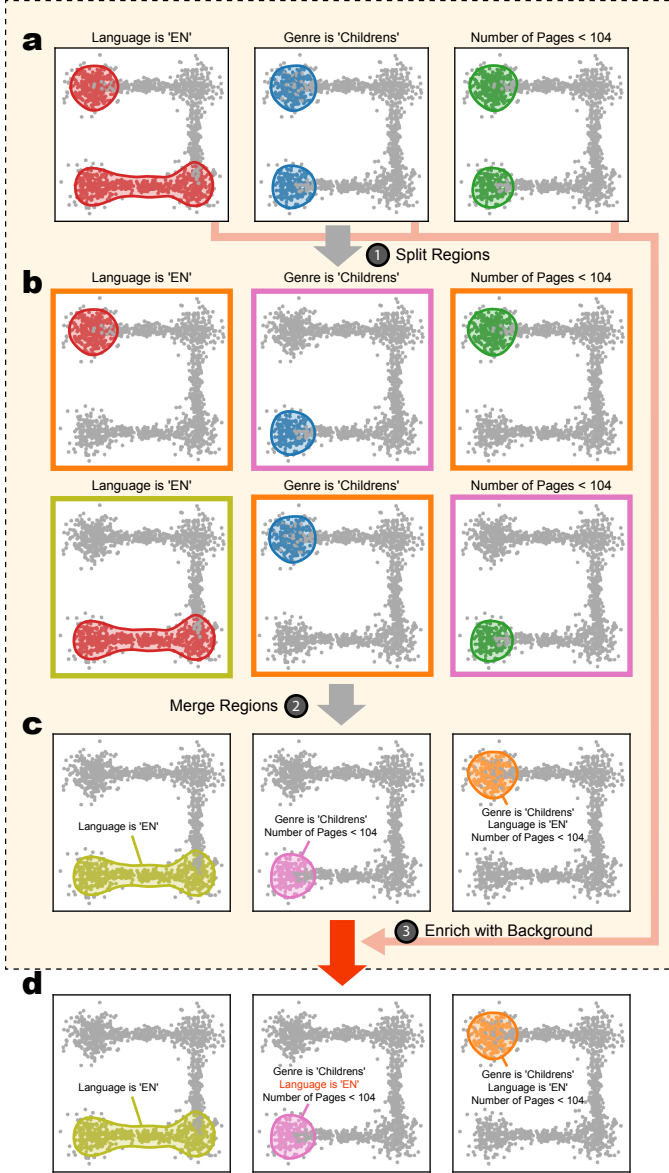 a
Language is 'EN'
Genre is 'Childrens'
Number of Pages < 104
1 Split Regions
b
Language is 'EN'
Genre is 'Childrens'
Number of Pages < 104
Language is 'EN'
Genre is 'Childrens'
Number of Pages < 104
Merge Regions 2
c
Language is 'EN'
Genre is 'Childrens'
Number of Pages < 104
Genre is 'Childrens'
Language is 'EN'
Number of Pages < 104
3 Enrich with Background
d
Language is 'EN'
Genre is 'Childrens'
Language is 'EN'
Number of Pages < 104
Genre is 'Childrens'
Language is 'EN'
Number of Pages < 104